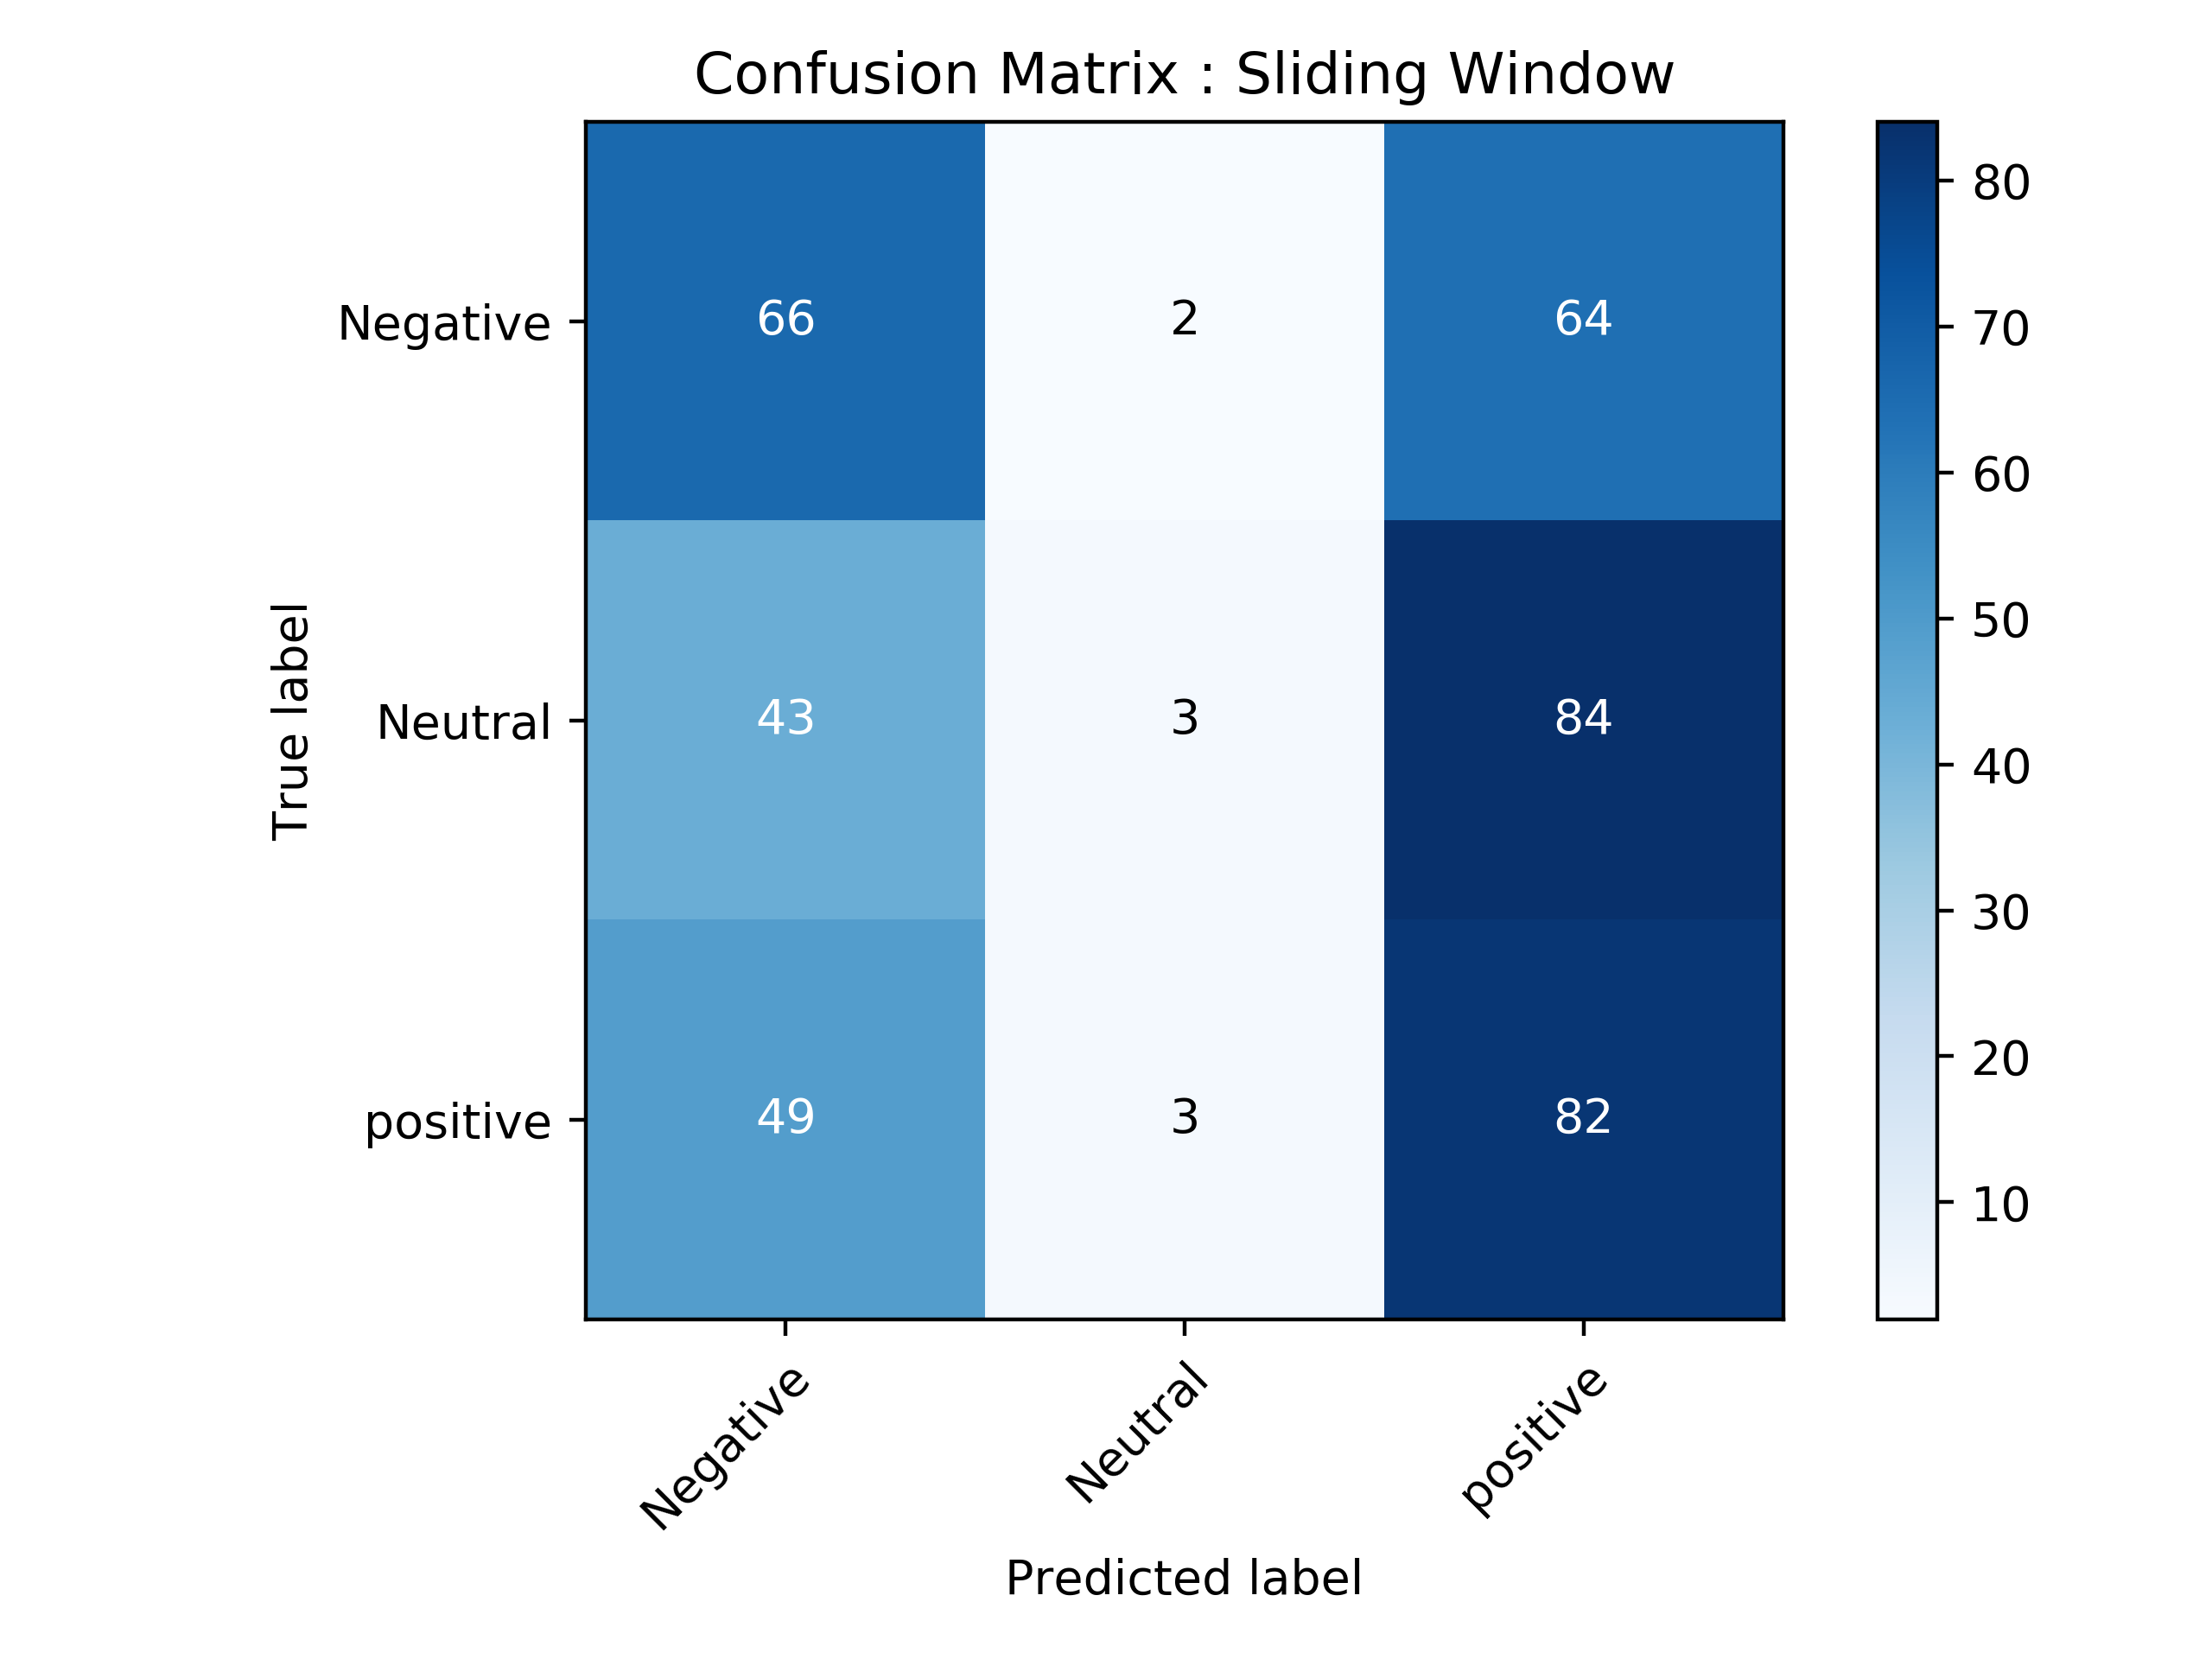 Confusion Matrix : Sliding Window
True label
Negative
Neutral
positive
66 2 64
43 3 84
49 3 82
Negative Neutral positive
Predicted label
80
70
60
50
40
30
20
10